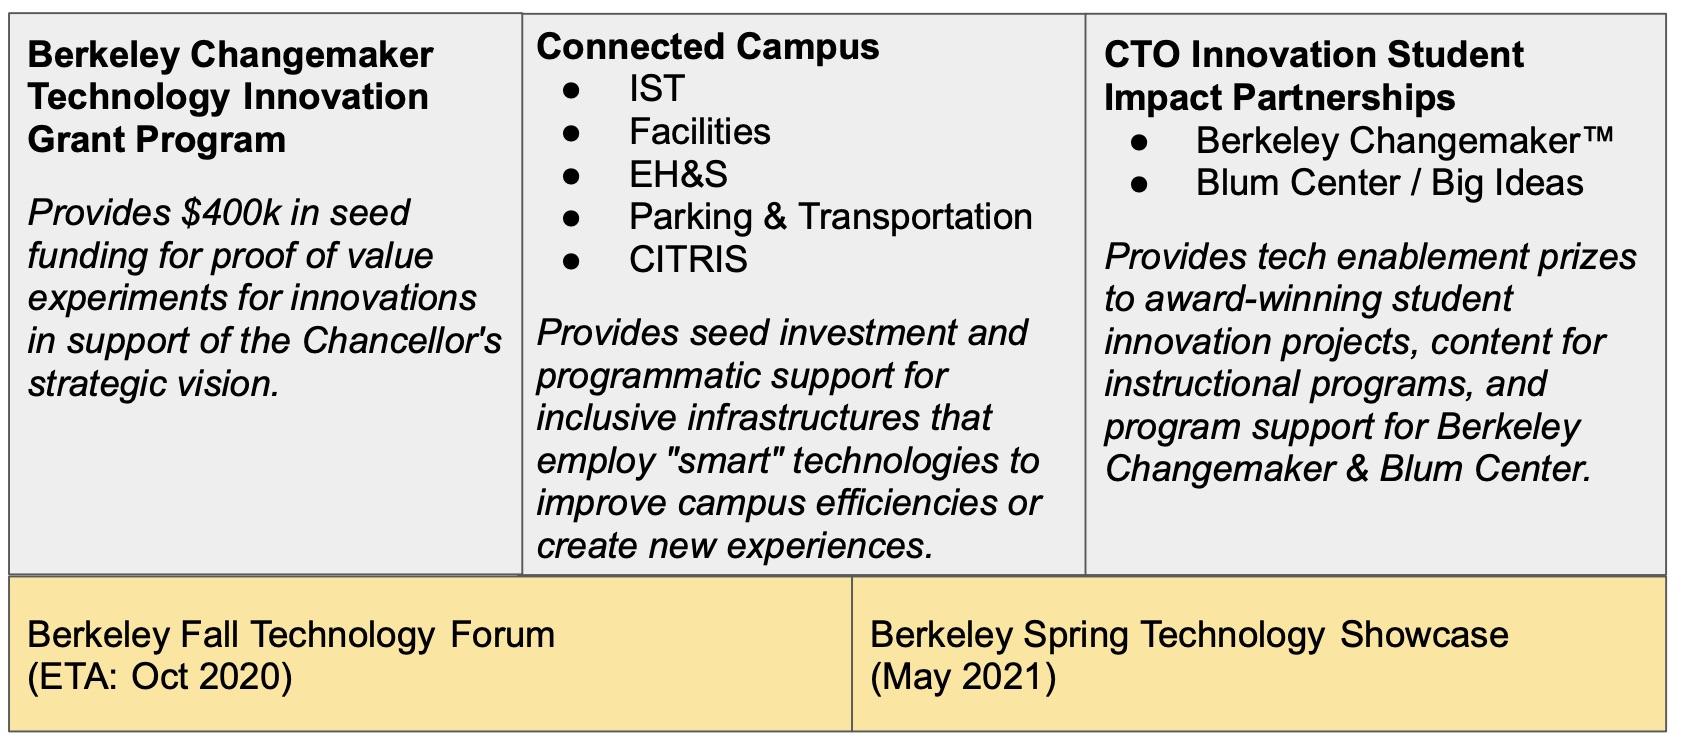 Berkeley Changemaker
Technology Innovation
Grant Program
Provides $400k in seed
funding for proof of value
experiments for innovations
in support of the Chancellor's
strategic vision.
Connected Campus
● IST
● Facilities
● EH&S
● Parking & Transportation
● CITRIS
Provides seed investment and
programmatic support for
inclusive infrastructures that
employ "smart" technologies to
improve campus efficiencies or
create new experiences.
CTO Innovation Student
Impact Partnerships
● Berkeley Changemaker™
● Blum Center / Big Ideas
Provides tech enablement prizes
to award-winning student
innovation projects, content for
instructional programs, and
program support for Berkeley
Changemaker & Blum Center.
Berkeley Fall Technology Forum
(ETA: Oct 2020)
Berkeley Spring Technology Showcase
(May 2021)